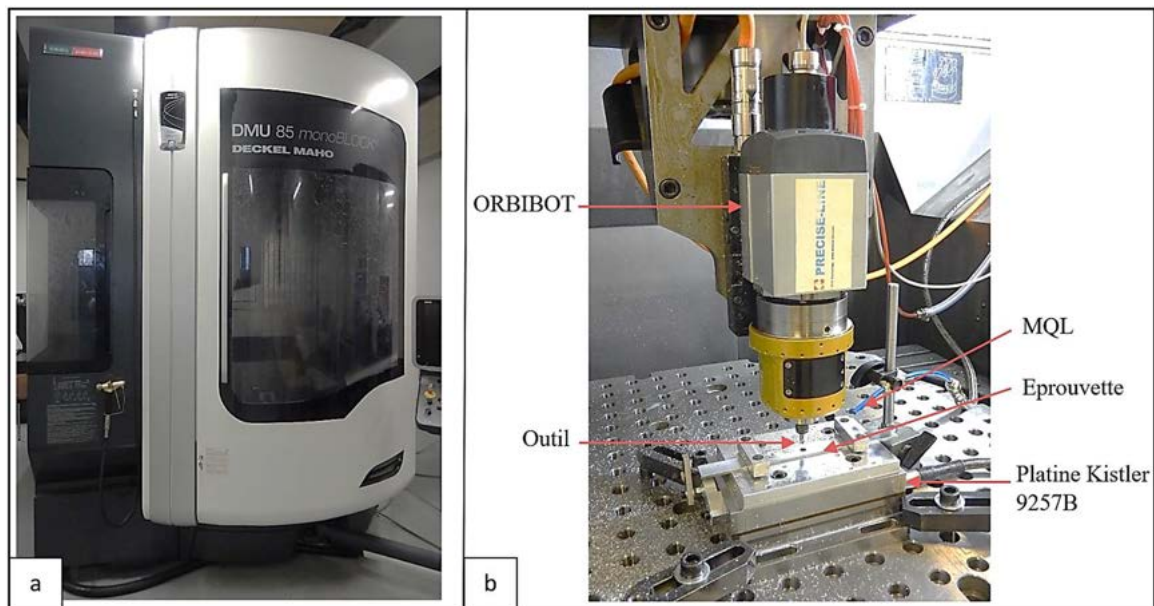 DMU 85 monoBLOCK
DECKEL MAHO
a
ORBIBOT
PRECISE-LINE
MQL
Eprouvette
Outil
Platine Kistler
9257B
b